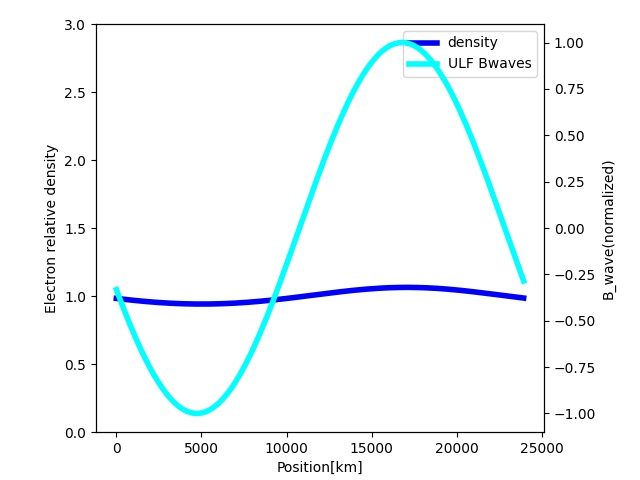 3.0
2.5
2.0
1.5
1.0
0.5
0.0
Electron relative density
density
ULF Bwaves
1.00
0.75
0.50
0.25
0.00
−0.25
−0.50
−0.75
−1.00
B_wave(normalized)
0 5000 10000 15000 20000 25000
Position[km]